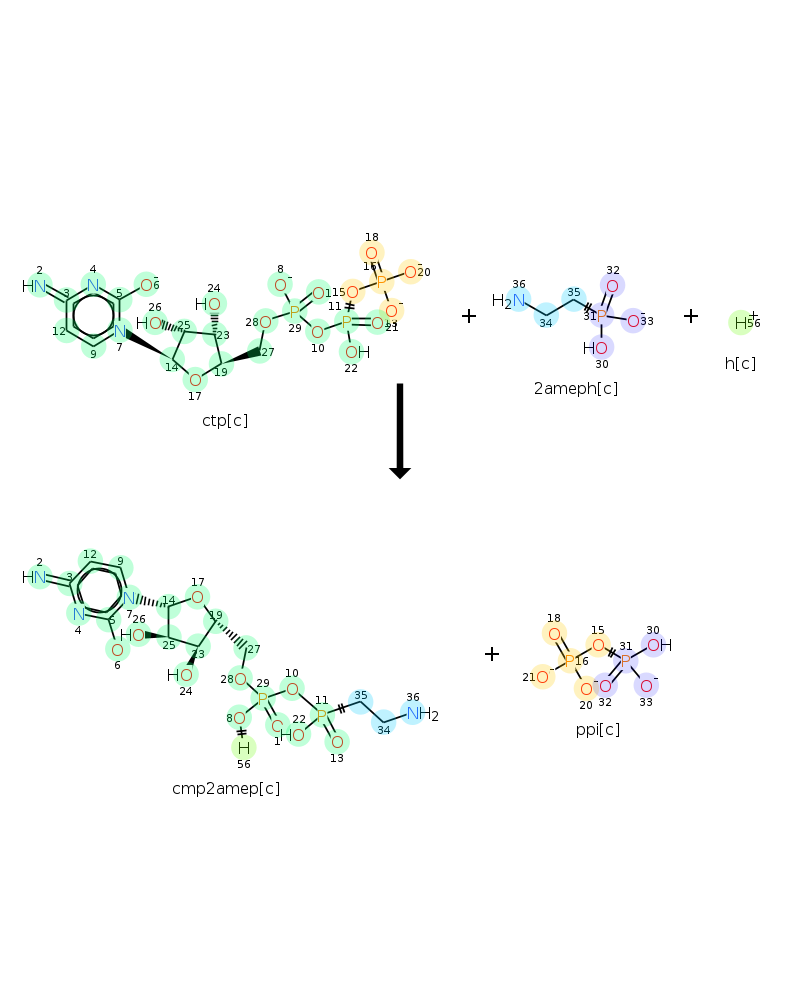 18
2 4 8 24 16 O 20 36 32
HN 3 N 5 O⁻ 6 O⁻ O 1 HO 15 O P O⁻ H₂N 35 O
12 26 HO 25 23 28 O P 29 11 P O 13 O⁻ 21 34 31 P O⁻ 33 H⁺ 56
9 N 7 14 O 17 19 27 O 10 OH 22 HO 30
+ + h[c]
ctp[c] 2ameph[c]
2 12 9 17 18 15 30
HN 3 N 7 14 O 19 O O 31 OH
N 4 5 26 HO 25 23 27 + 21 O⁻ P 16 P
O 6 HO 24 28 O 29 10 O 11 35 36 O⁻ 20 O 32 O⁻ 33
8 O P O 1 22 HO P 34 NH₂ ppi[c]
H 56 O 13
cmp2amep[c]